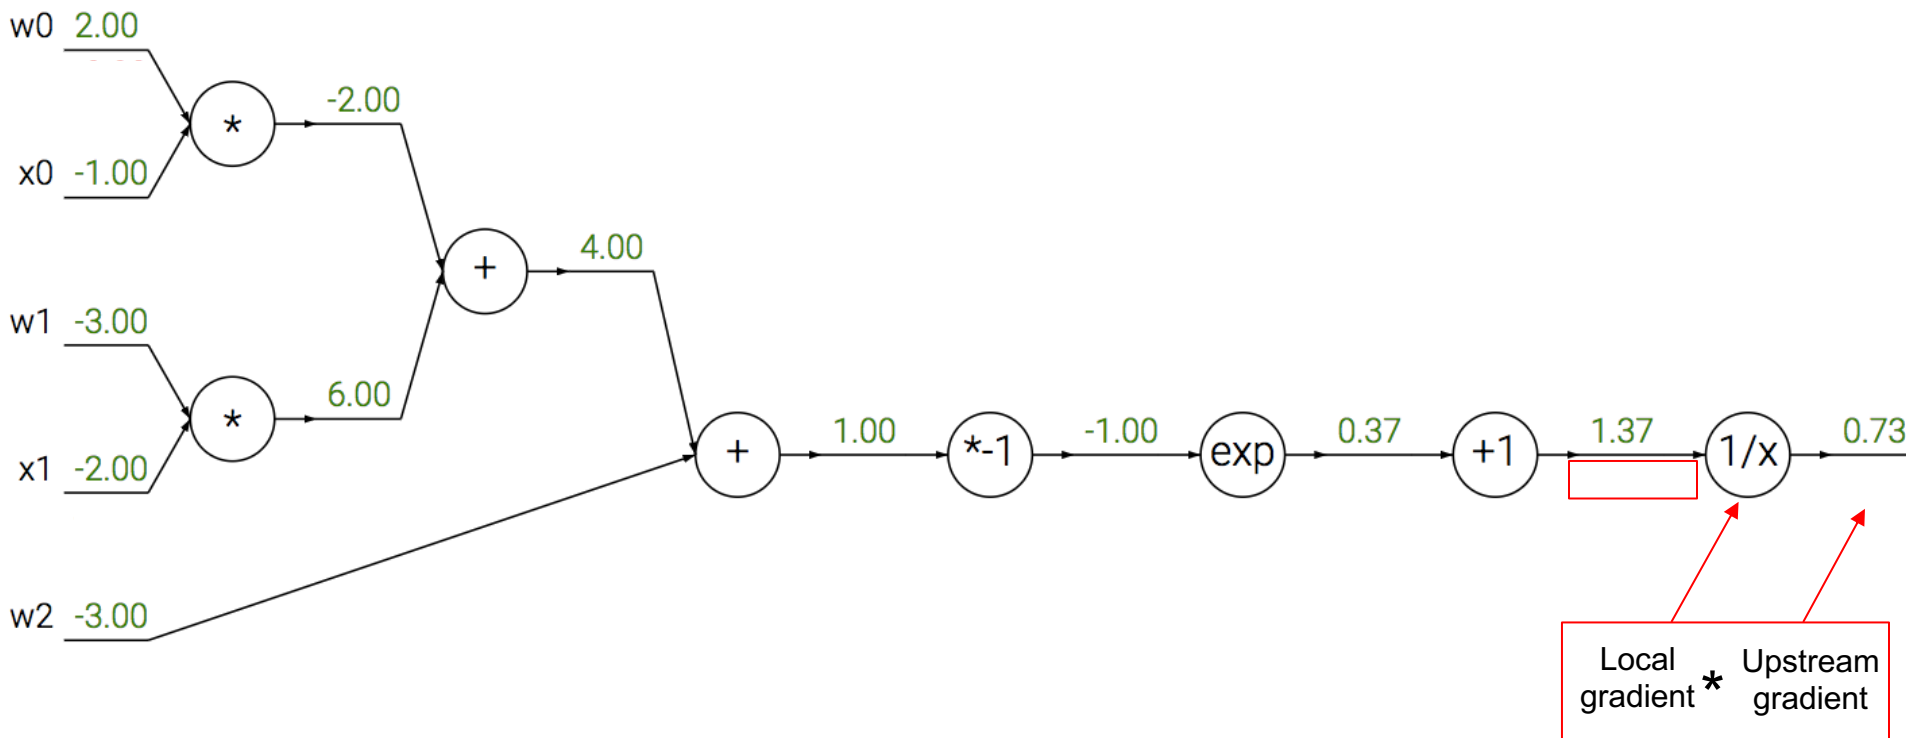 w0 2.00
-2.00
*
x0 -1.00
4.00
+
w1 -3.00
6.00
*
x1 -2.00
+ 1.00 *-1 -1.00 exp 0.37 +1 1.37 1/x 0.73
w2 -3.00
Local
gradient
*
Upstream
gradient